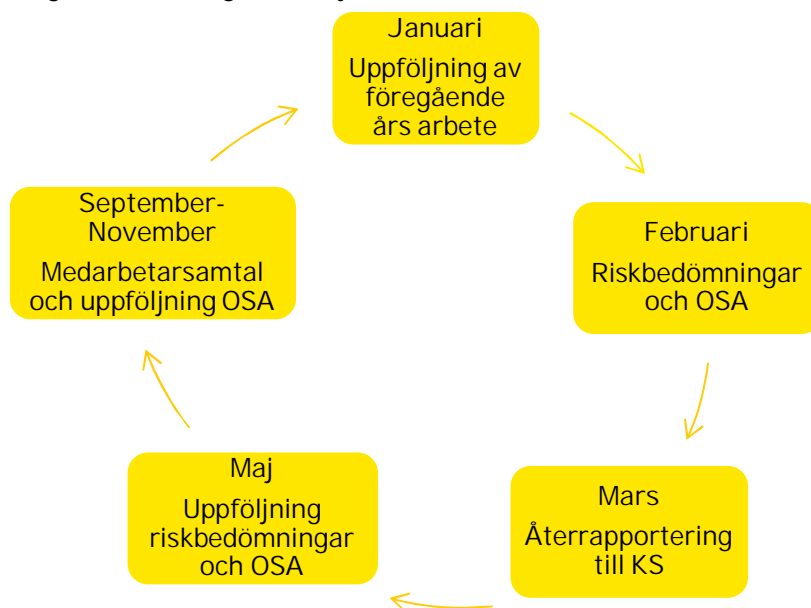 Januari
Uppföljning av
föregående
års arbete
Februari
Riskbedömningar
och OSA
Mars
Återrapportering
till KS
Maj
Uppföljning
riskbedömningar
och OSA
September-
November
Medarbetarsamtal
och uppföljning OSA